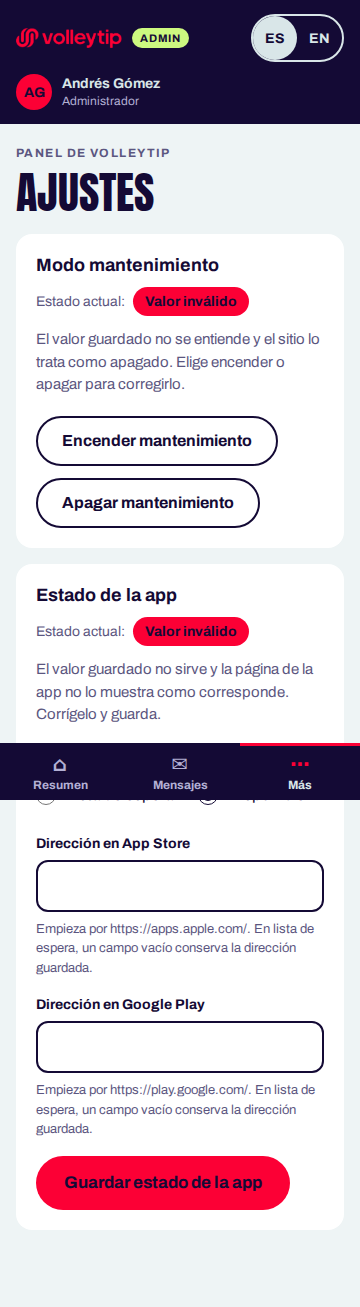 volleytip ADMIN ES EN
AG Andrés Gómez
Administrador
PANEL DE VOLLEYTIP
AJUSTES
Modo mantenimiento
Estado actual: Valor inválido
El valor guardado no se entiende y el sitio lo
trata como apagado. Elige encender o
apagar para corregirlo.
Encender mantenimiento
Apagar mantenimiento
Estado de la app
Estado actual: Valor inválido
El valor guardado no sirve y la página de la
app no lo muestra como corresponde.
Corrígelo y guarda.
Resumen Mensajes Más
Dirección en App Store
Empieza por https://apps.apple.com/. En lista de
espera, un campo vacío conserva la dirección
guardada.
Dirección en Google Play
Empieza por https://play.google.com/. En lista de
espera, un campo vacío conserva la dirección
guardada.
Guardar estado de la app